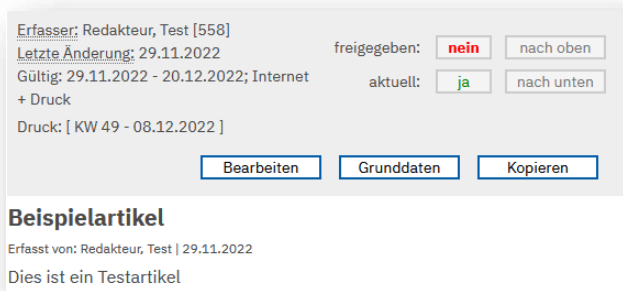 Erfasser: Redakteur, Test [558]
Letzte Änderung: 29.11.2022
Gültig: 29.11.2022 - 20.12.2022; Internet
+ Druck
Druck: [ KW 49 - 08.12.2022 ]
freigegeben: nein nach oben
aktuell: ja nach unten
Bearbeiten Grunddaten Kopieren
Beispielartikel
Erfasst von: Redakteur, Test | 29.11.2022
Dies ist ein Testartikel